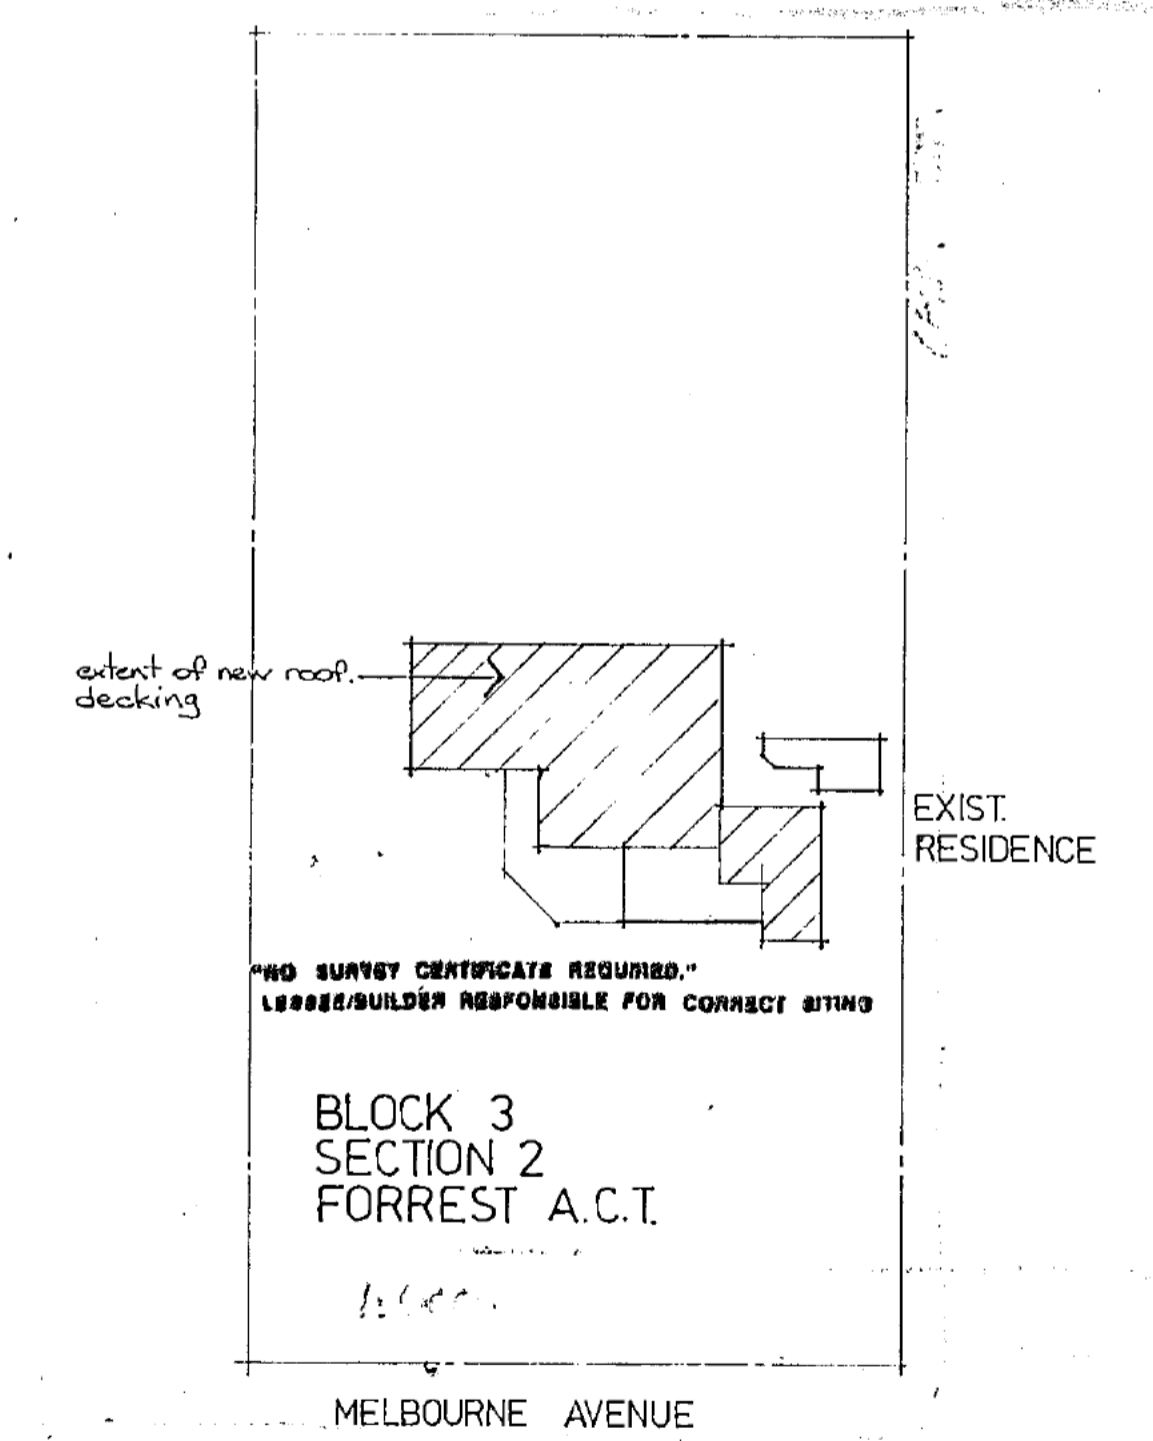 extent of new roof.
decking
EXIST.
RESIDENCE
"NO SURVEY CERTIFICATE REQUIRED."
LESSEE/BUILDER RESPONSIBLE FOR CORRECT SITING
BLOCK 3
SECTION 2
FORREST A.C.T.
MELBOURNE AVENUE